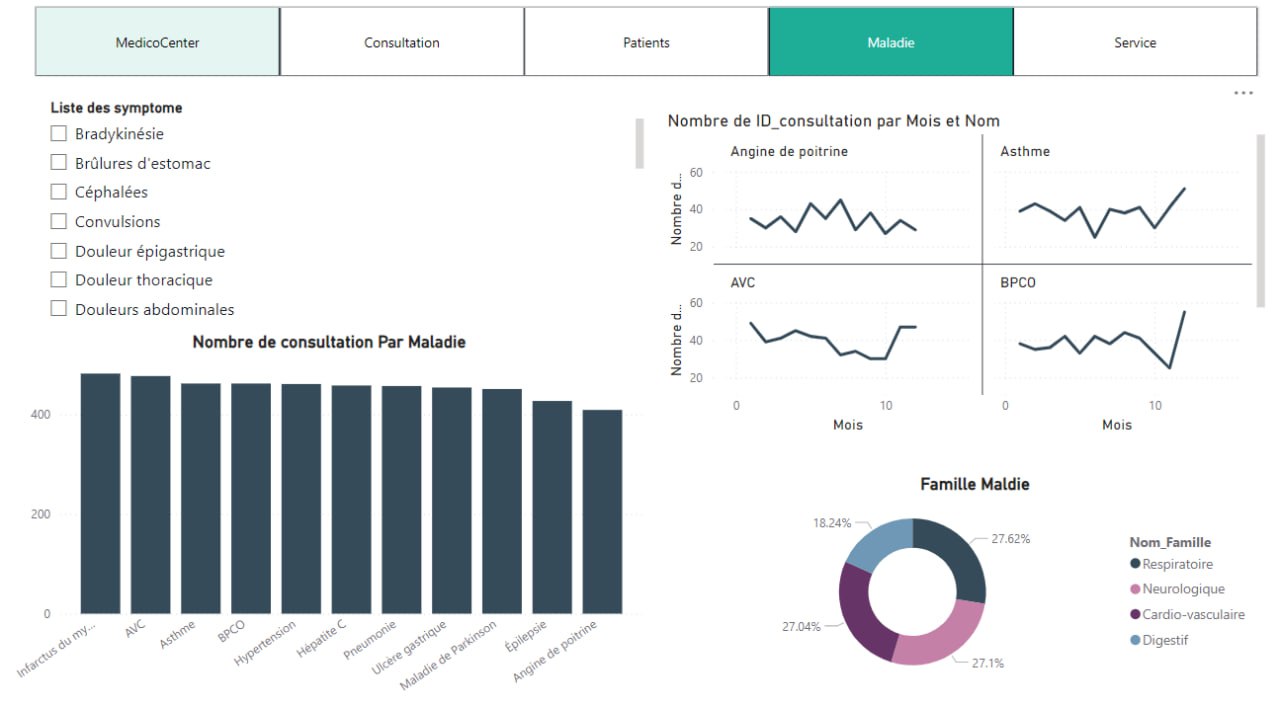 MedicoCenter
Consultation
Patients
Maladie
Service
Liste des symptome
Bradykinésie
Brûlures d'estomac
Céphalées
Convulsions
Douleur épigastrique
Douleur thoracique
Douleurs abdominales
Nombre de consultation Par Maladie
400
200
0
Infarctus du my...
AVC
Asthme
BPCO
Hypertension
Hépatite C
Pneumonie
Ulcère gastrique
Maladie de Parkinson
Épilepsie
Angine de poitrine
Nombre de ID_consultation par Mois et Nom
Angine de poitrine
Asthme
60
40
20
Nombre d...
AVC
BPCO
60
40
20
Nombre d...
0
10
0
10
Mois
Mois
Famille Maldie
18.24%
27.62%
27.04%
27.1%
Nom_Famille
Respiratoire
Neurologique
Cardio-vasculaire
Digestif